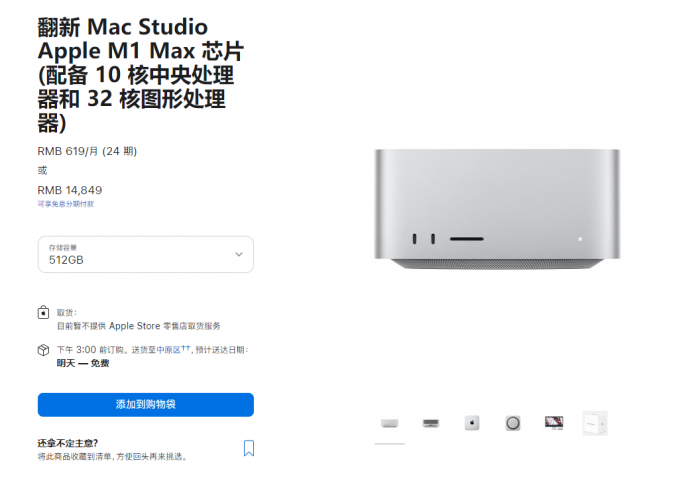 翻新 Mac Studio
Apple M1 Max 芯片
(配备 10 核中央处理
器和 32 核图形处理
器)
RMB 619/月 (24 期)
或
RMB 14,849
可享免息分期付款
存储容量
512GB
取货:
目前暂不提供 Apple Store 零售店取货服务
下午 3:00 前订购。送货至中原区††, 预计送达日期:
明天 — 免费
添加到购物袋
还拿不定主意?
将此商品收藏到清单, 方便回头再来挑选。